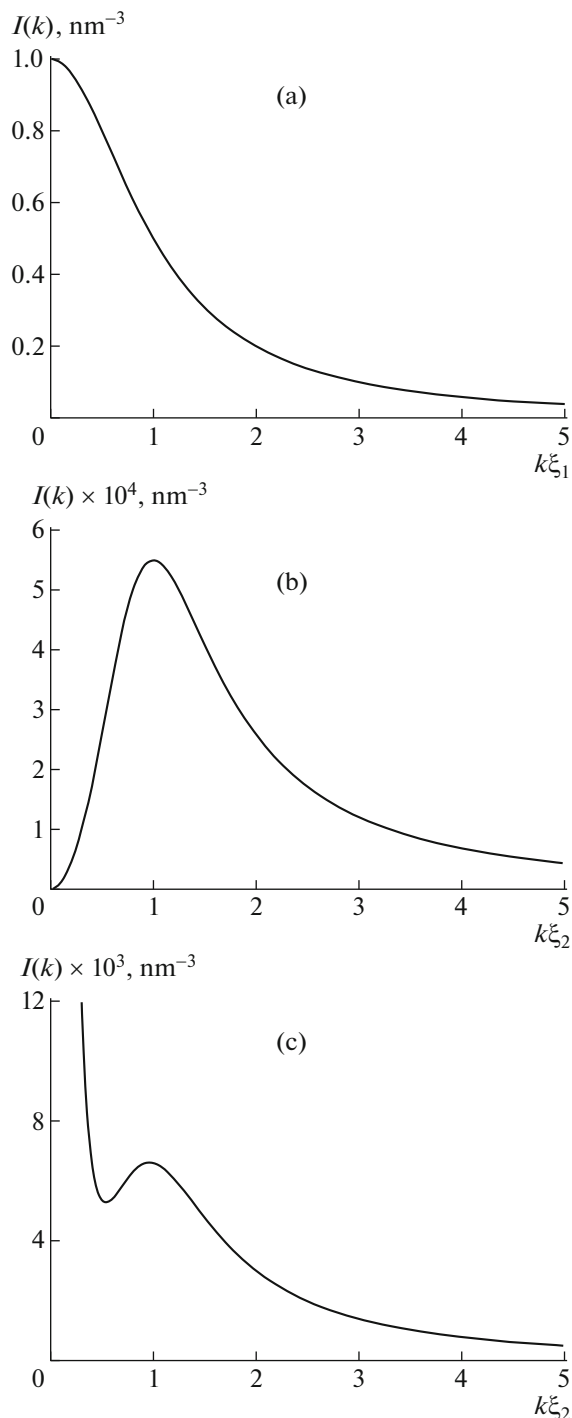 I(k), nm⁻³
1.0
(a)
0.8
0.6
0.4
0.2
0 1 2 3 4 5
kξ₁
I(k) × 10⁴, nm⁻³
6
(b)
5
4
3
2
1
0 1 2 3 4 5
kξ₂
I(k) × 10³, nm⁻³
12
(c)
8
4
0 1 2 3 4 5
kξ₂